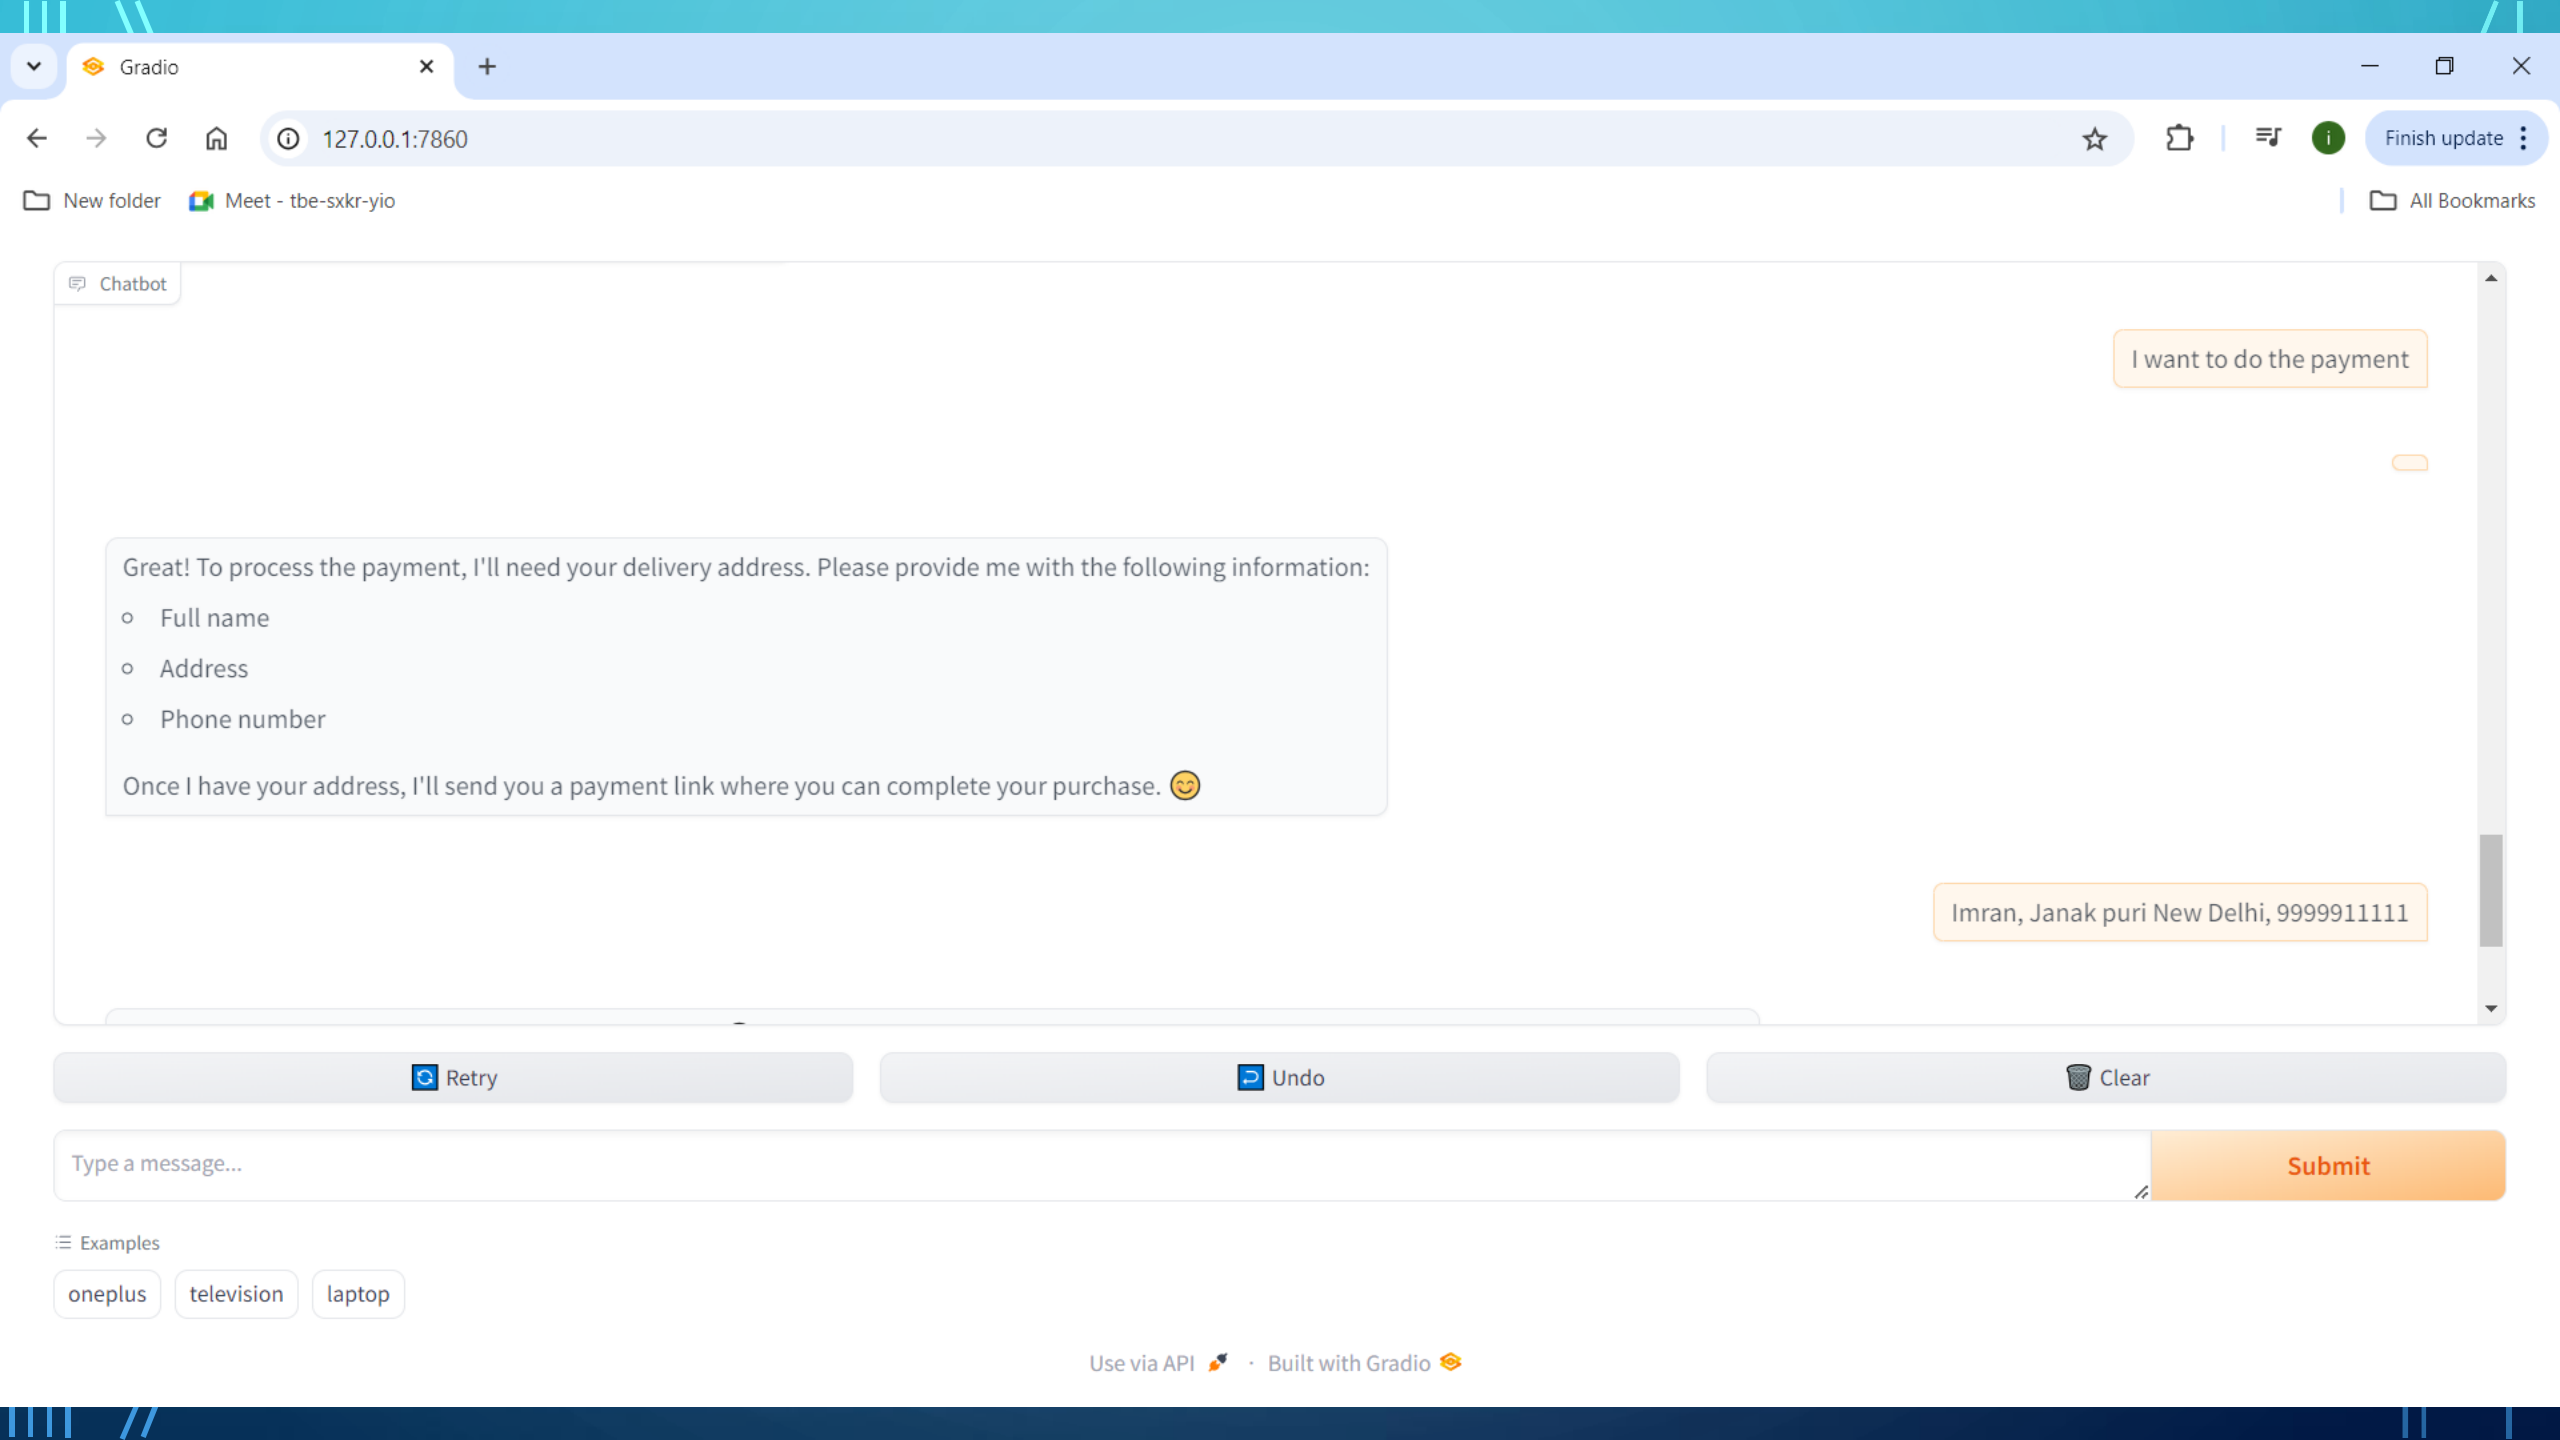 Gradio
127.0.0.1:7860
Finish update
i
New folder
Meet - tbe-sxkr-yio
All Bookmarks
Chatbot
I want to do the payment
Great! To process the payment, I'll need your delivery address. Please provide me with the following information:
Full name
Address
Phone number
Once I have your address, I'll send you a payment link where you can complete your purchase. 😊
Imran, Janak puri New Delhi, 9999911111
Retry
Undo
Clear
Type a message...
Submit
Examples
oneplus
television
laptop
Use via API · Built with Gradio